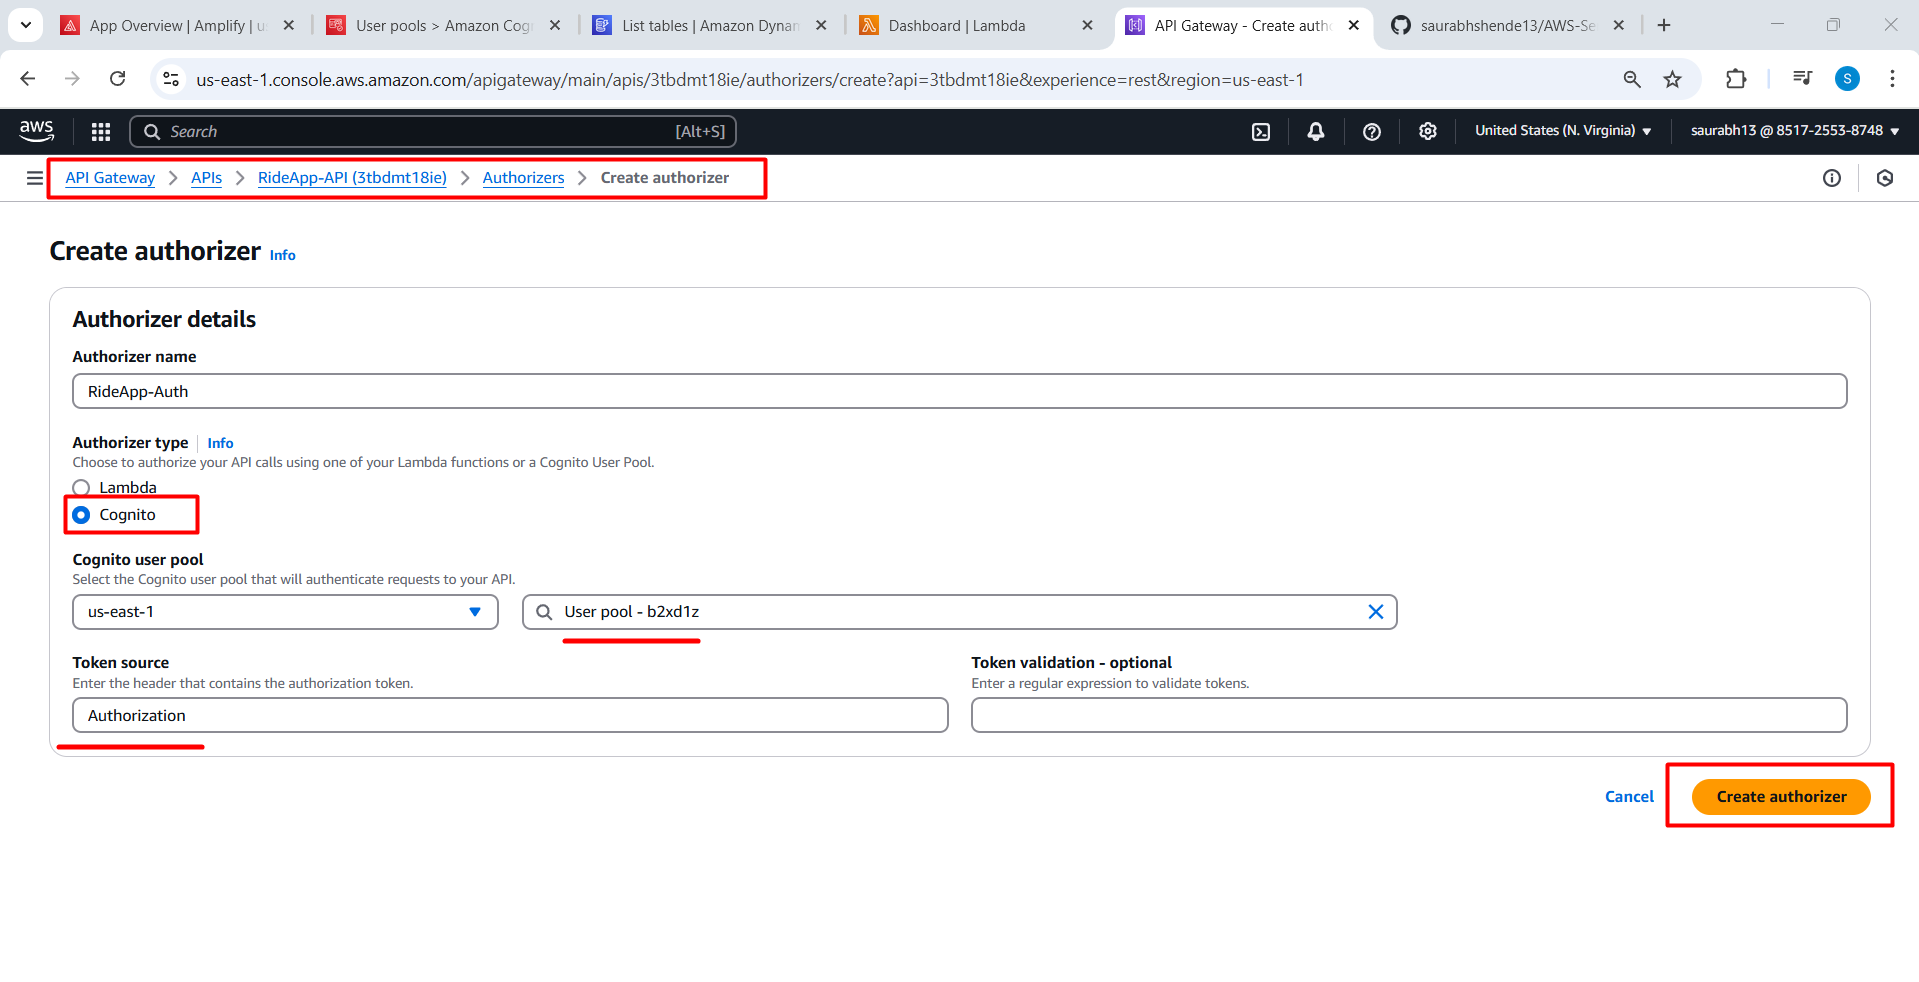 App Overview | Amplify | us
User pools > Amazon Cog
List tables | Amazon Dynam
Dashboard | Lambda
API Gateway - Create autho
saurabhshende13/AWS-Se
us-east-1.console.aws.amazon.com/apigateway/main/apis/3tbdmt18ie/authorizers/create?api=3tbdmt18ie&experience=rest&region=us-east-1
S
aws
Search
[Alt+S]
United States (N. Virginia)
saurabh13 @ 8517-2553-8748
API Gateway > APIs > RideApp-API (3tbdmt18ie) > Authorizers > Create authorizer
Create authorizer Info
Authorizer details
Authorizer name
RideApp-Auth
Authorizer type Info
Choose to authorize your API calls using one of your Lambda functions or a Cognito User Pool.
Lambda
Cognito
Cognito user pool
Select the Cognito user pool that will authenticate requests to your API.
us-east-1
User pool - b2xd1z
Token source
Enter the header that contains the authorization token.
Authorization
Token validation - optional
Enter a regular expression to validate tokens.
Cancel
Create authorizer